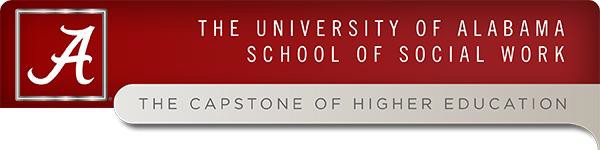 A
THE UNIVERSITY OF ALABAMA
SCHOOL OF SOCIAL WORK
THE CAPSTONE OF HIGHER EDUCATION